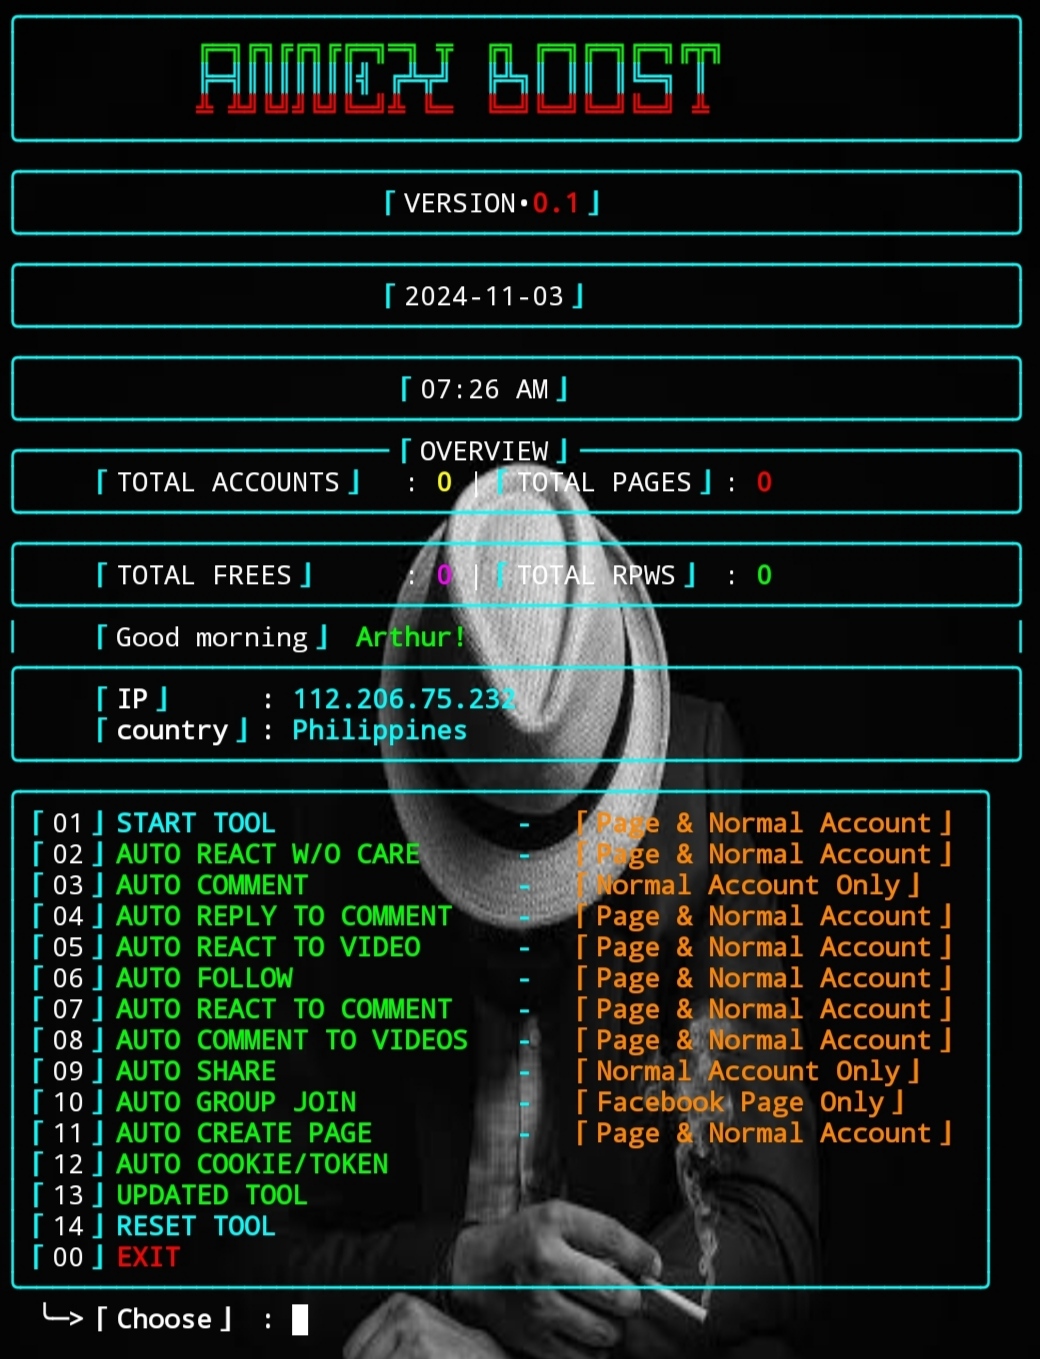 ANNEX BOOST
⎡VERSION•0.1⎦
⎡2024-11-03⎦
⎡07:26 AM⎦
⎡OVERVIEW⎦
⎡TOTAL ACCOUNTS⎦ : 0 | ⎡TOTAL PAGES⎦ : 0
⎡TOTAL FREES⎦ : 0 | ⎡TOTAL RPWS⎦ : 0
⎡Good morning⎦ Arthur!
⎡IP⎦ : 112.206.75.232
⎡country⎦ : Philippines
⎡01⎦ START TOOL - ⎡Page & Normal Account⎦
⎡02⎦ AUTO REACT W/O CARE - ⎡Page & Normal Account⎦
⎡03⎦ AUTO COMMENT - ⎡Normal Account Only⎦
⎡04⎦ AUTO REPLY TO COMMENT - ⎡Page & Normal Account⎦
⎡05⎦ AUTO REACT TO VIDEO - ⎡Page & Normal Account⎦
⎡06⎦ AUTO FOLLOW - ⎡Page & Normal Account⎦
⎡07⎦ AUTO REACT TO COMMENT - ⎡Page & Normal Account⎦
⎡08⎦ AUTO COMMENT TO VIDEOS - ⎡Page & Normal Account⎦
⎡09⎦ AUTO SHARE - ⎡Normal Account Only⎦
⎡10⎦ AUTO GROUP JOIN - ⎡Facebook Page Only⎦
⎡11⎦ AUTO CREATE PAGE - ⎡Page & Normal Account⎦
⎡12⎦ AUTO COOKIE/TOKEN
⎡13⎦ UPDATED TOOL
⎡14⎦ RESET TOOL
⎡00⎦ EXIT
╰─>⎡Choose⎦ :